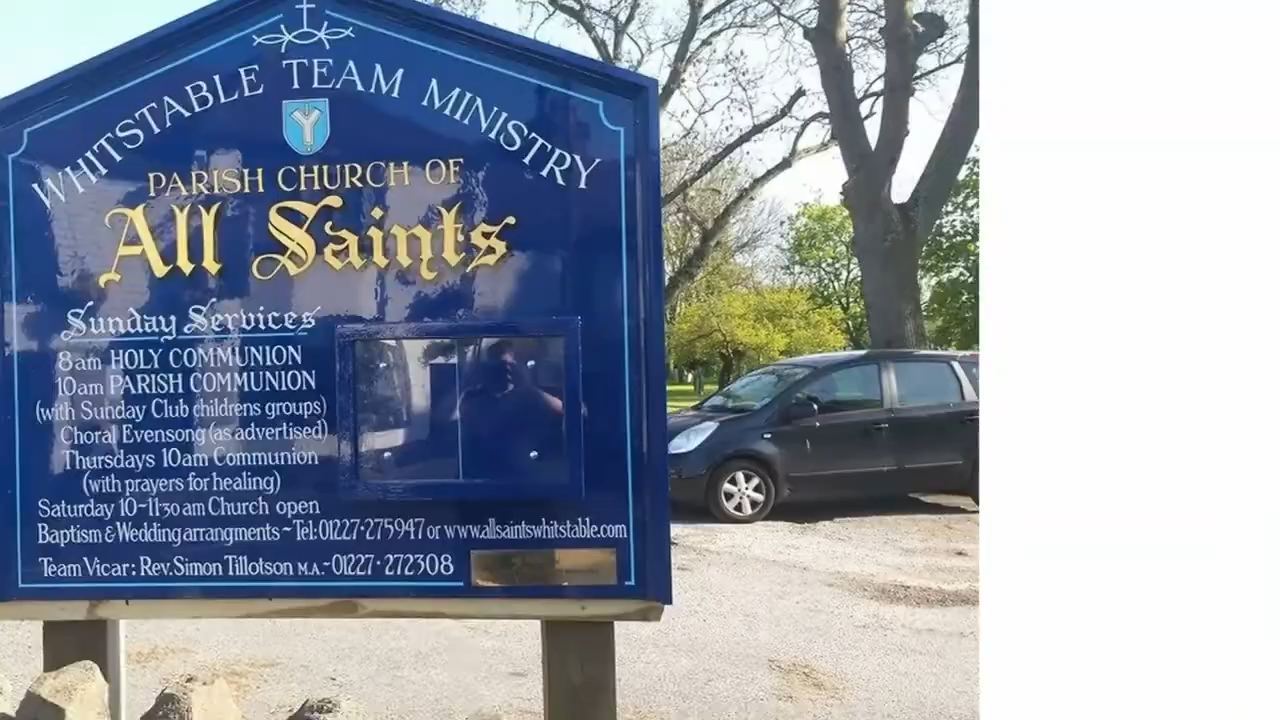 WHITSTABLE TEAM MINISTRY
PARISH CHURCH OF
All Saints
Sunday Services
8am HOLY COMMUNION
10am PARISH COMMUNION
(with Sunday Club childrens groups)
Choral Evensong (as advertised)
Thursdays 10am Communion
(with prayers for healing)
Saturday 10-11·30 am Church open
Baptism & Wedding arrangments ~ Tel: 01227·275947 or www.allsaintswhitstable.com
Team Vicar: Rev. Simon Tillotson M.A.~ 01227·272308